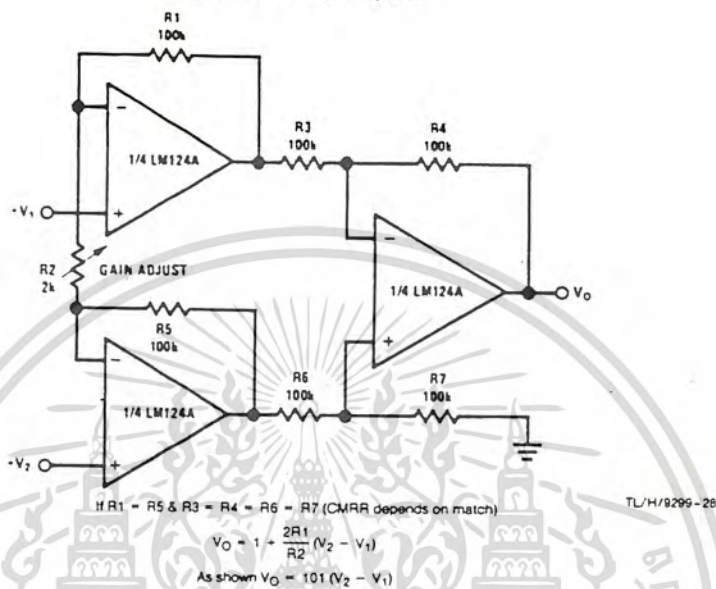 R1
100k
R3
100k
R4
100k
1/4 LM124A
+V1
R2
2k
GAIN ADJUST
R5
100k
1/4 LM124A
VO
R6
100k
R7
100k
1/4 LM124A
+V2
If R1 = R5 & R3 = R4 = R6 = R7 (CMRR depends on match)
TL/H/9299-28
VO = 1 + 2R1/R2 (V2 − V1)
As shown VO = 101 (V2 − V1)